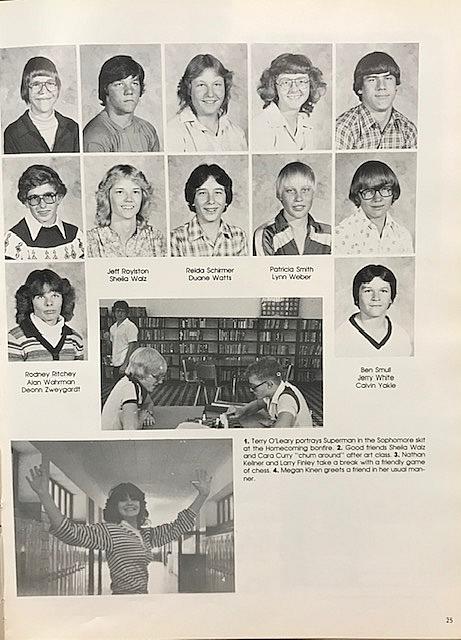 Jeff Roylston
Sheila Walz
Reida Schirmer
Duane Watts
Patricia Smith
Lynn Weber
Rodney Ritchey
Alan Wahrman
Deonn Zweygardt
Ben Smull
Jerry White
Calvin Yakle
1. Terry O'Leary portrays Superman in the Sophomore skit
at the Homecoming bonfire. 2. Good friends Sheila Walz
and Cara Curry "chum around" after art class. 3. Nathan
Kellner and Larry Finley take a break with a friendly game
of chess. 4. Megan Kinen greets a friend in her usual man-
ner.
25